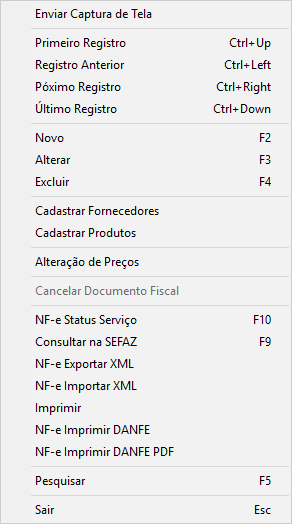 Enviar Captura de Tela
Primeiro Registro Ctrl+Up
Registro Anterior Ctrl+Left
Póximo Registro Ctrl+Right
Último Registro Ctrl+Down
Novo F2
Alterar F3
Excluir F4
Cadastrar Fornecedores
Cadastrar Produtos
Alteração de Preços
Cancelar Documento Fiscal
NF-e Status Serviço F10
Consultar na SEFAZ F9
NF-e Exportar XML
NF-e Importar XML
Imprimir
NF-e Imprimir DANFE
NF-e Imprimir DANFE PDF
Pesquisar F5
Sair Esc